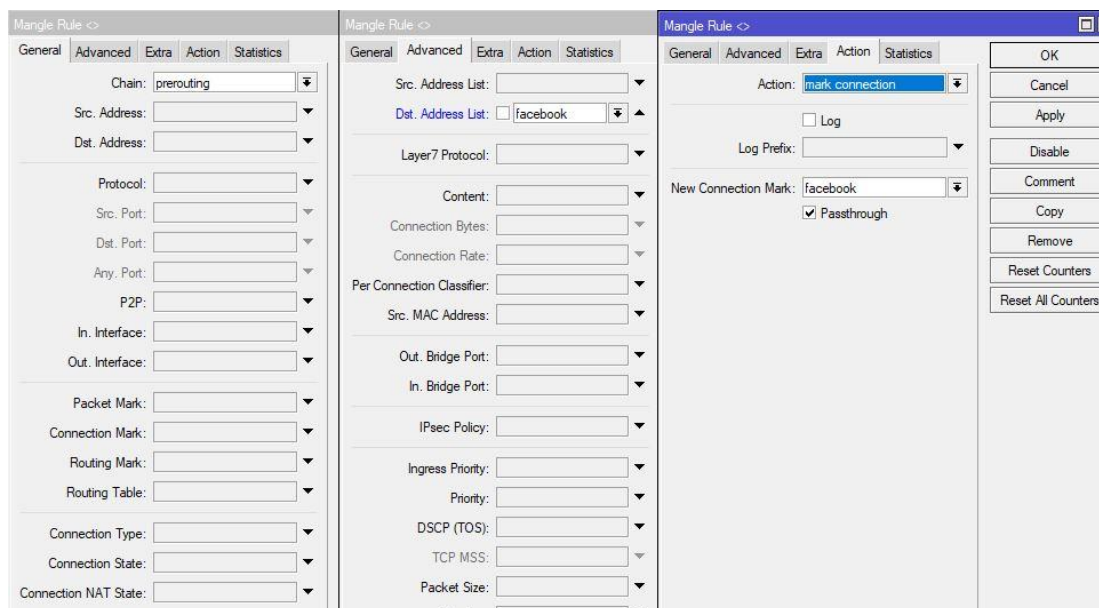 Mangle Rule <>
General Advanced Extra Action Statistics
Chain: prerouting
Src. Address:
Dst. Address:
Protocol:
Src. Port:
Dst. Port:
Any. Port:
P2P:
In. Interface:
Out. Interface:
Packet Mark:
Connection Mark:
Routing Mark:
Routing Table:
Connection Type:
Connection State:
Connection NAT State:
Mangle Rule <>
General Advanced Extra Action Statistics
Src. Address List:
Dst. Address List: facebook
Layer7 Protocol:
Content:
Connection Bytes:
Connection Rate:
Per Connection Classifier:
Src. MAC Address:
Out. Bridge Port:
In. Bridge Port:
IPsec Policy:
Ingress Priority:
Priority:
DSCP (TOS):
TCP MSS:
Packet Size:
Mangle Rule <>
General Advanced Extra Action Statistics
Action: mark connection
Log
Log Prefix:
New Connection Mark: facebook
Passthrough
OK
Cancel
Apply
Disable
Comment
Copy
Remove
Reset Counters
Reset All Counters